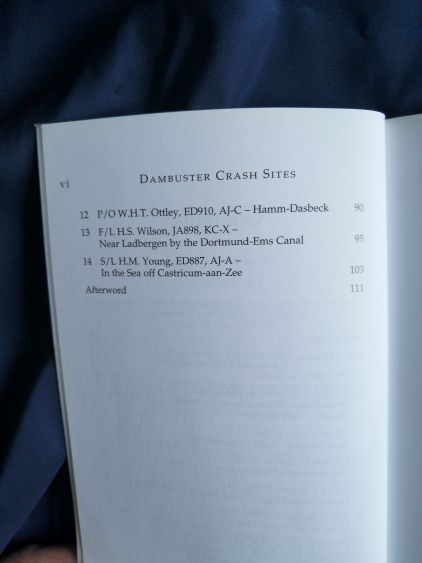 vi
DAMBUSTER CRASH SITES
12 P/O W.H.T. Ottley, ED910, AJ-C – Hamm-Dasbeck 90
13 F/L H.S. Wilson, JA898, KC-X –
Near Ladbergen by the Dortmund-Ems Canal 95
14 S/L H.M. Young, ED887, AJ-A –
In the Sea off Castricum-aan-Zee 103
Afterword 111